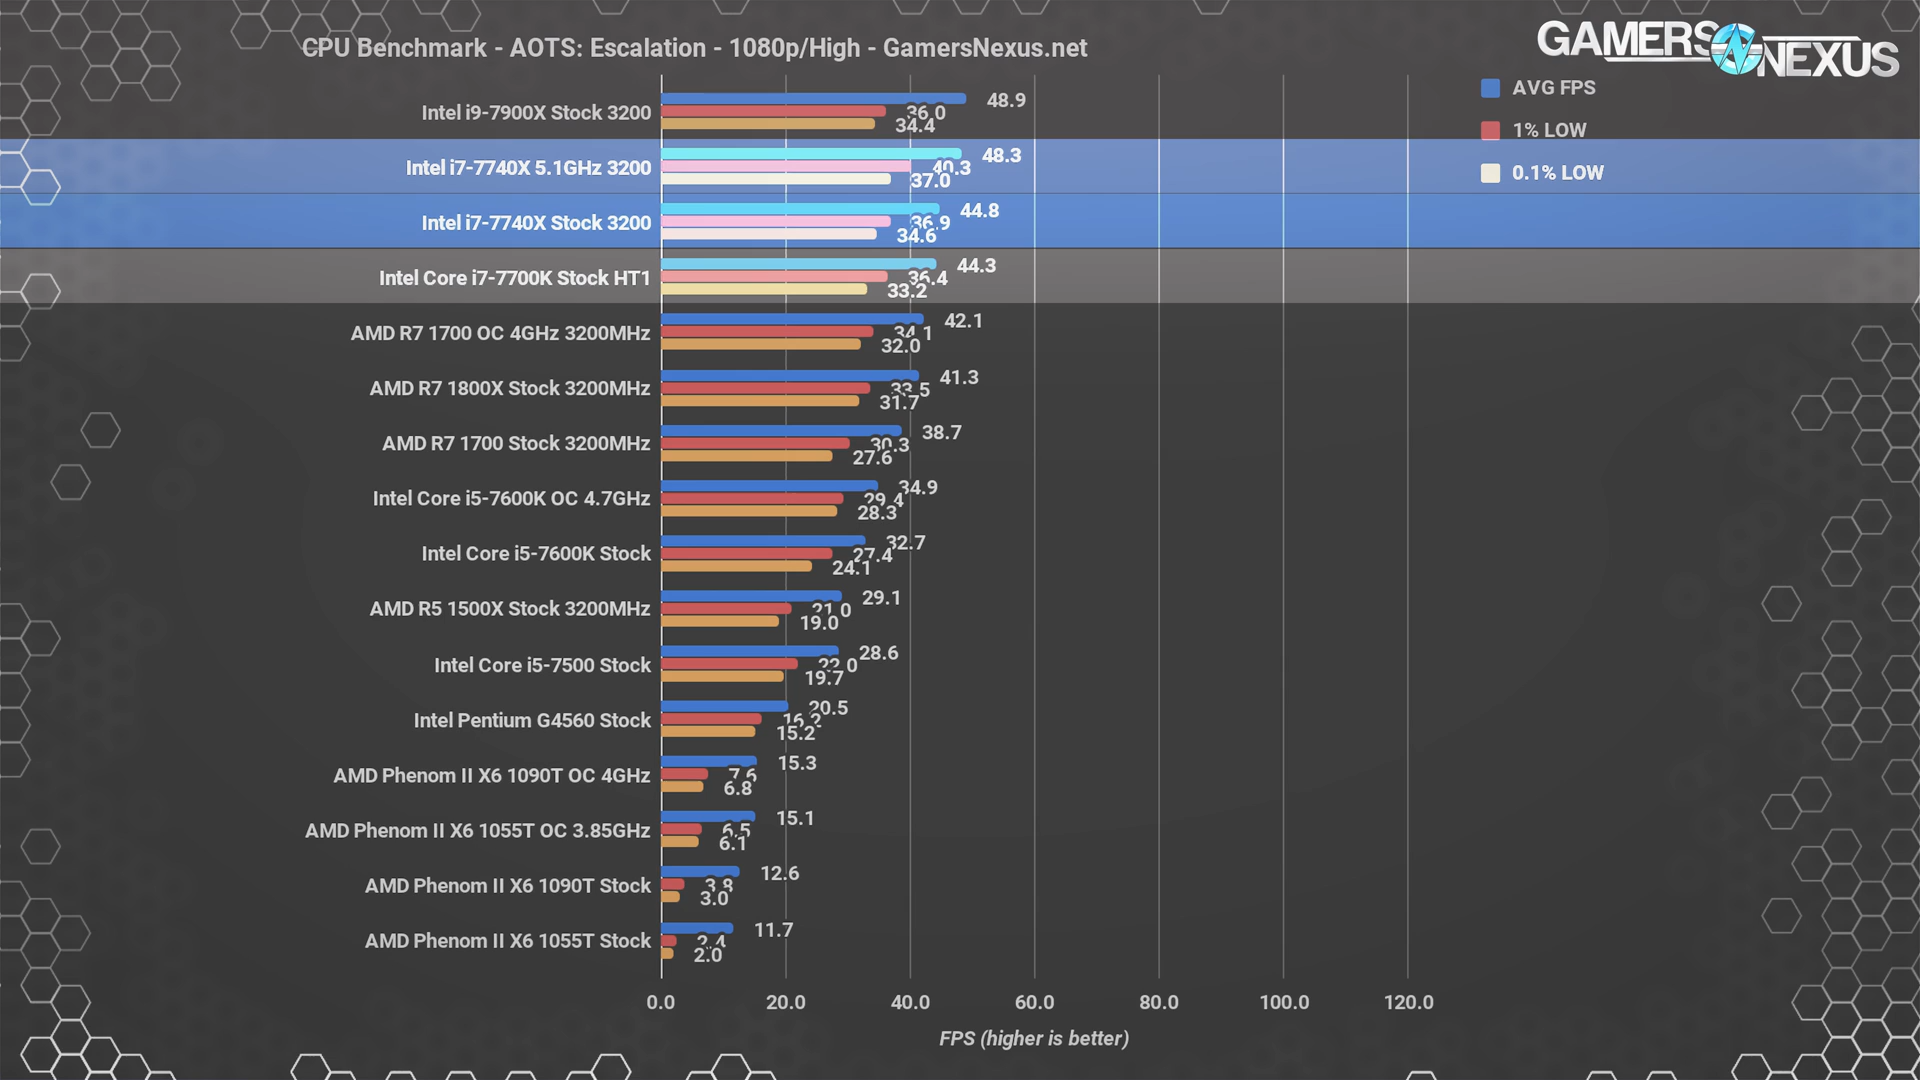 CPU Benchmark - AOTS: Escalation - 1080p/High - GamersNexus.net
GAMERS NEXUS
AVG FPS
1% LOW
0.1% LOW
Intel i9-7900X Stock 3200
48.9
36.0
34.4
Intel i7-7740X 5.1GHz 3200
48.3
40.3
37.0
Intel i7-7740X Stock 3200
44.8
36.9
34.6
Intel Core i7-7700K Stock HT1
44.3
36.4
33.2
AMD R7 1700 OC 4GHz 3200MHz
42.1
34.1
32.0
AMD R7 1800X Stock 3200MHz
41.3
33.5
31.7
AMD R7 1700 Stock 3200MHz
38.7
30.3
27.6
Intel Core i5-7600K OC 4.7GHz
34.9
29.4
28.3
Intel Core i5-7600K Stock
32.7
27.4
24.1
AMD R5 1500X Stock 3200MHz
29.1
21.0
19.0
Intel Core i5-7500 Stock
28.6
22.0
19.7
Intel Pentium G4560 Stock
20.5
16.2
15.2
AMD Phenom II X6 1090T OC 4GHz
15.3
7.6
6.8
AMD Phenom II X6 1055T OC 3.85GHz
15.1
6.5
6.1
AMD Phenom II X6 1090T Stock
12.6
3.8
3.0
AMD Phenom II X6 1055T Stock
11.7
2.4
2.0
0.0 20.0 40.0 60.0 80.0 100.0 120.0
FPS (higher is better)